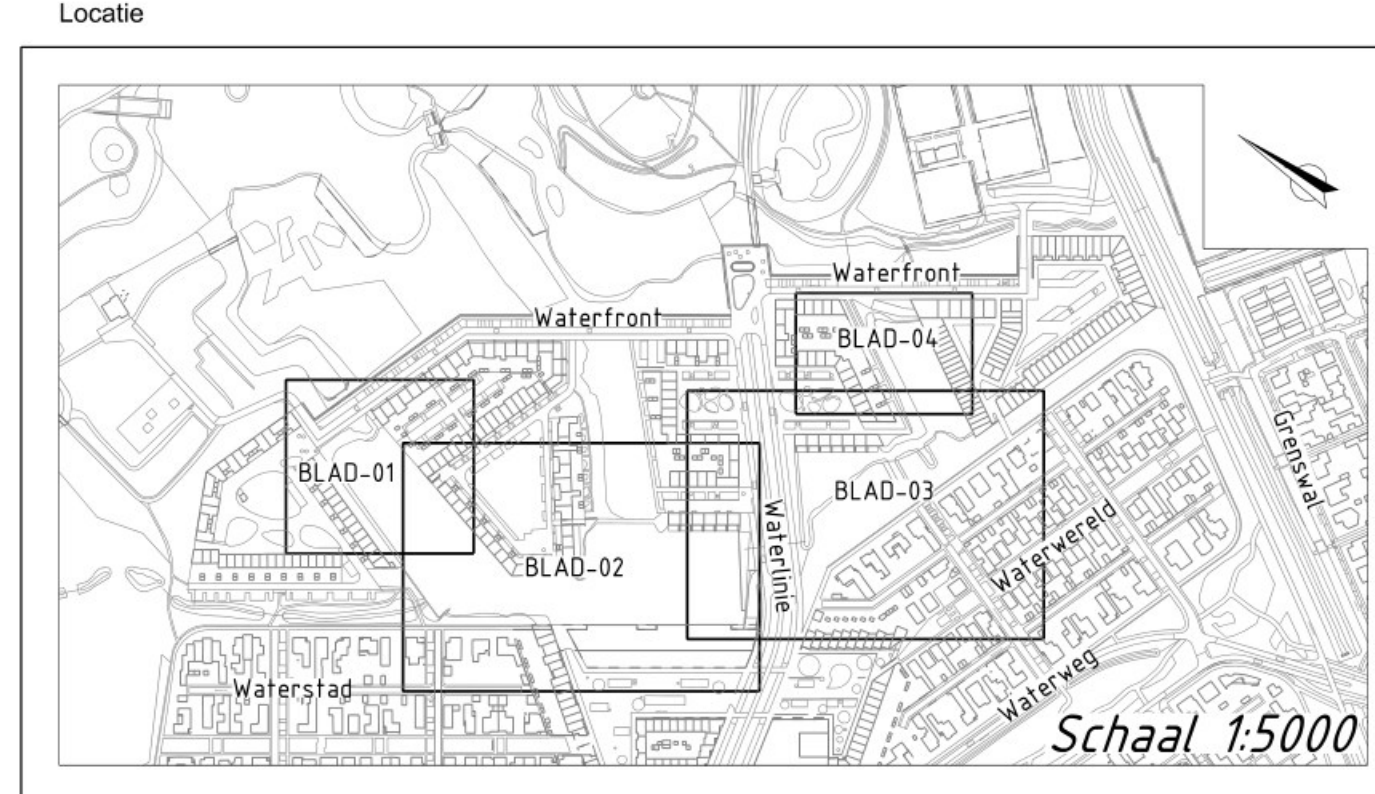 Locatie
Waterfront
Waterfront
BLAD-04
BLAD-01
BLAD-03
BLAD-02
Waterlinie
Waterwereld
Grenswal
Waterstad
Waterweg
Schaal 1:5000